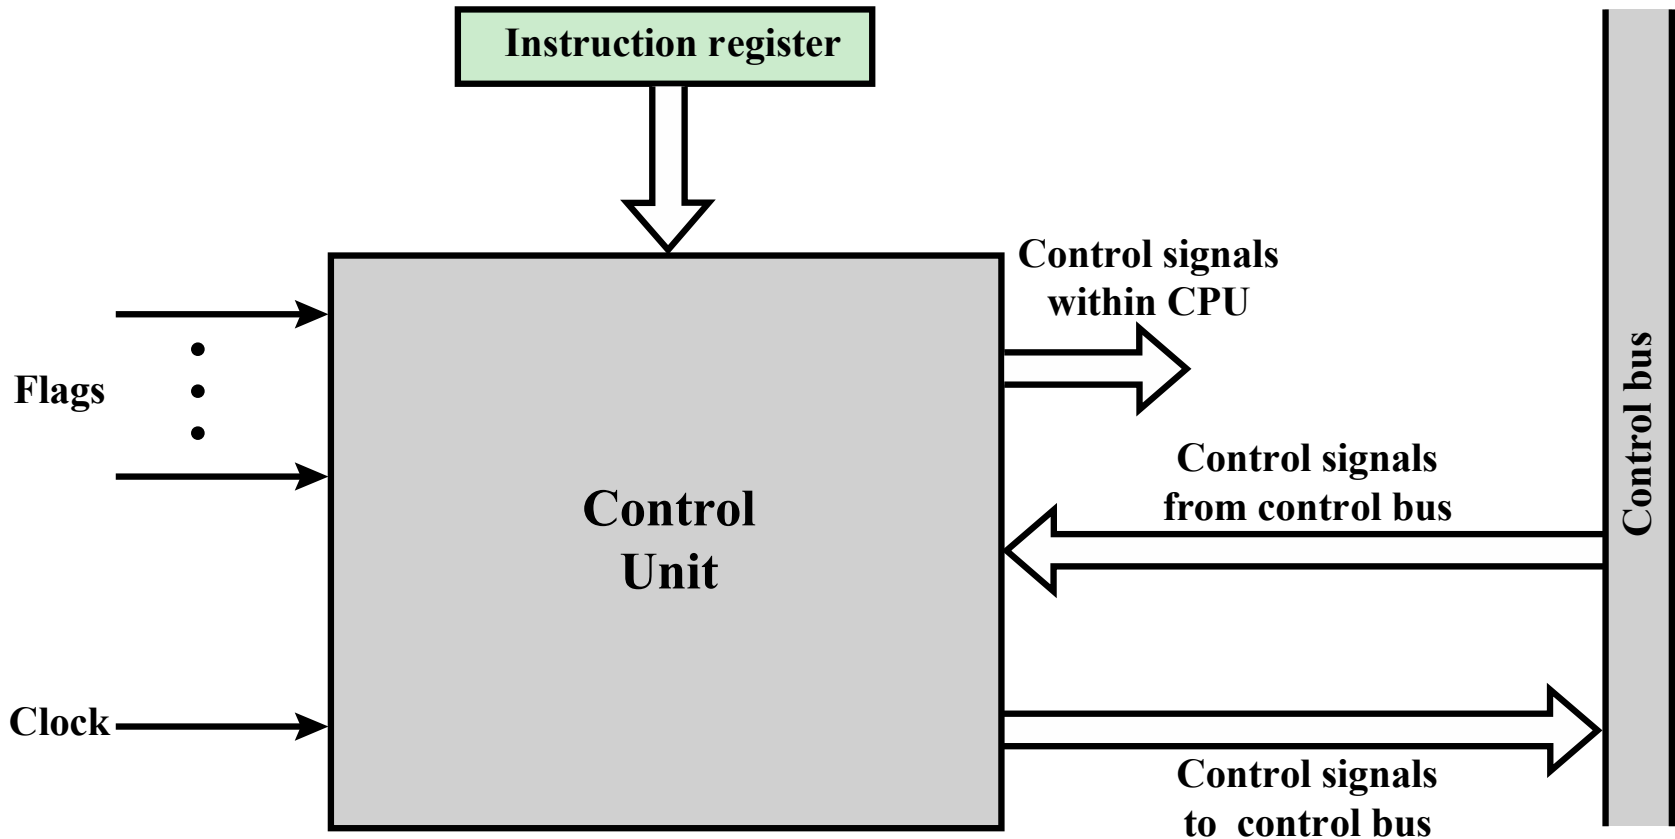 Instruction register
Control signals
within CPU
Flags
Control signals
from control bus
Control bus
Control
Unit
Clock
Control signals
to control bus